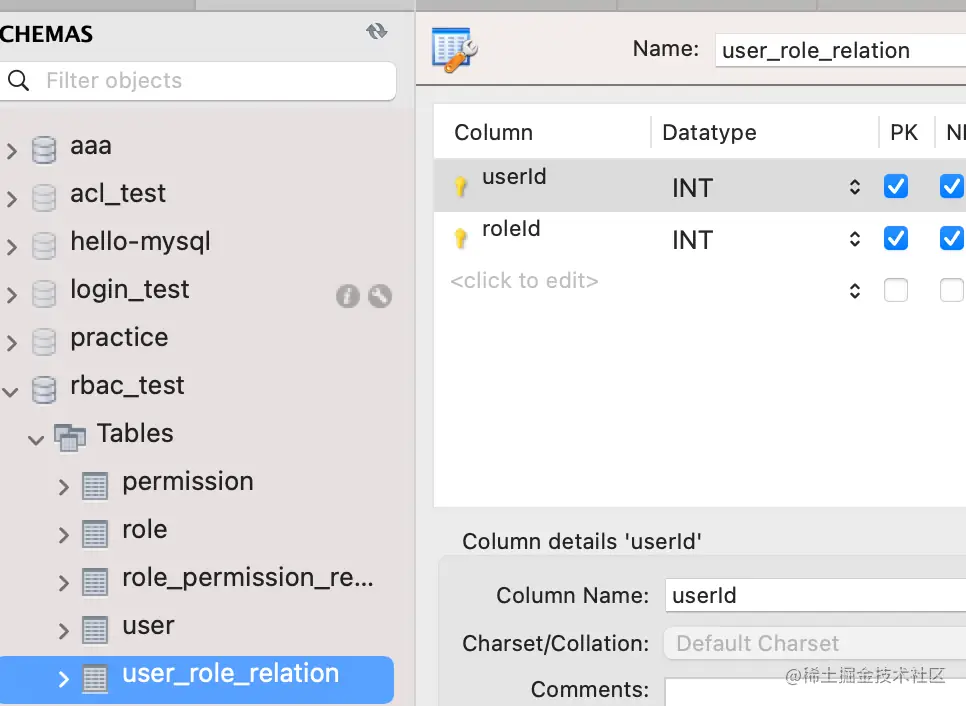 CHEMAS
Filter objects
aaa
acl_test
hello-mysql
login_test
practice
rbac_test
Tables
permission
role
role_permission_re...
user
user_role_relation
Name: user_role_relation
Column Datatype PK
userId INT
roleId INT
<click to edit>
Column details 'userId'
Column Name: userId
Charset/Collation: Default Charset
Comments:
@稀土掘金技术社区